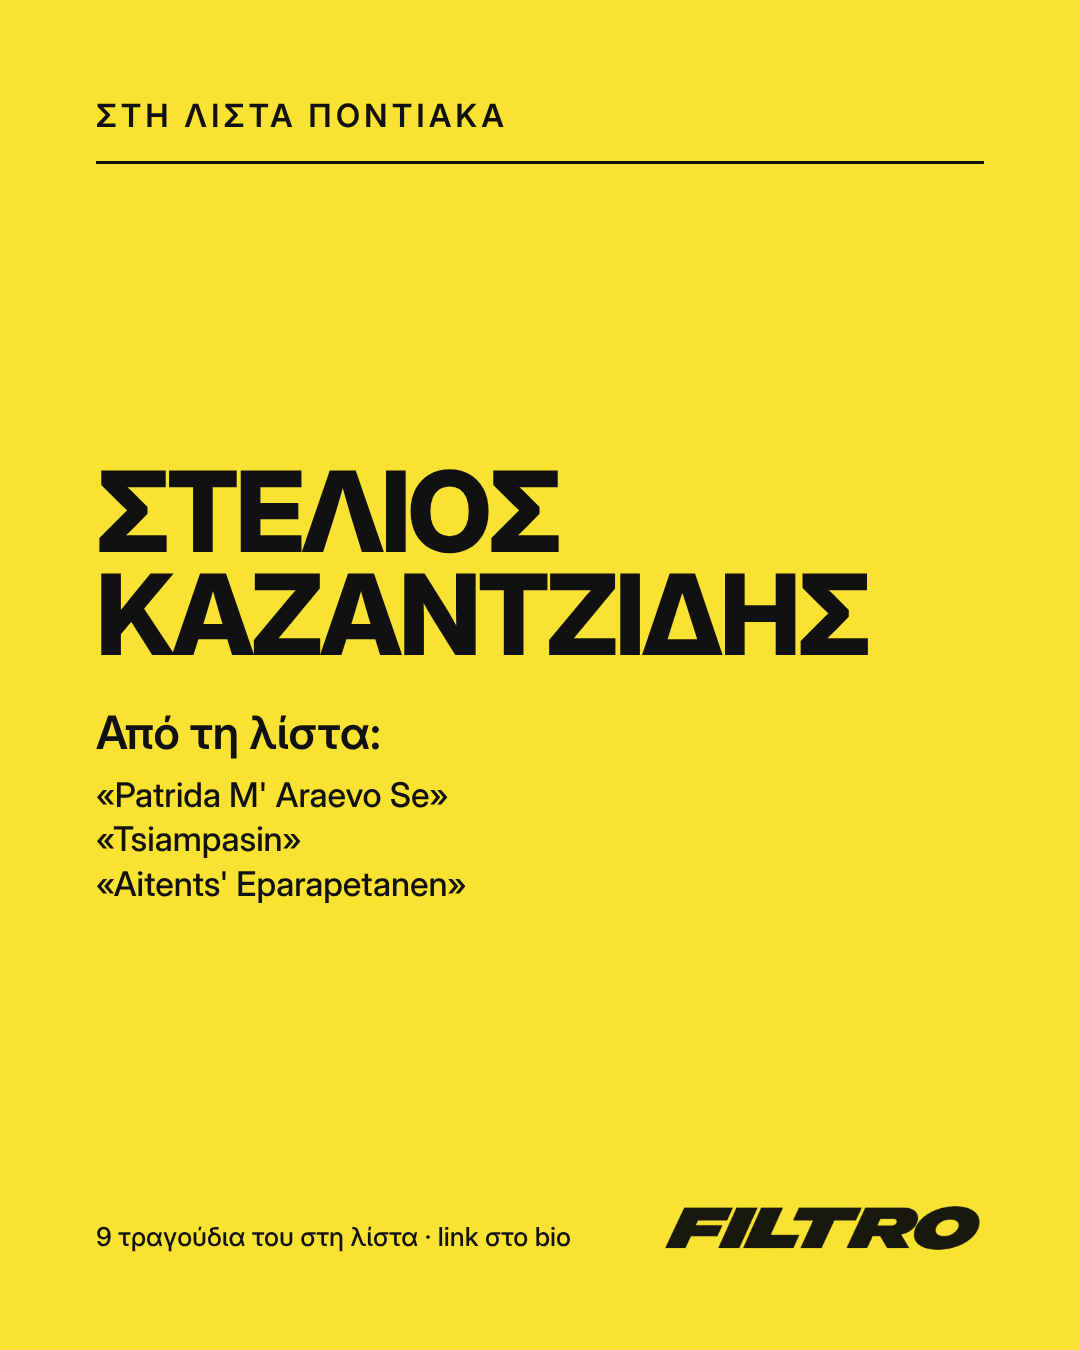 ΣΤΗ ΛΙΣΤΑ ΠΟΝΤΙΑΚΑ
ΣΤΕΛΙΟΣ
ΚΑΖΑΝΤΖΙΔΗΣ
Από τη λίστα:
«Patrida M' Araevo Se»
«Tsiampasin»
«Aitents' Eparapetanen»
9 τραγούδια του στη λίστα · link στο bio
FILTRO